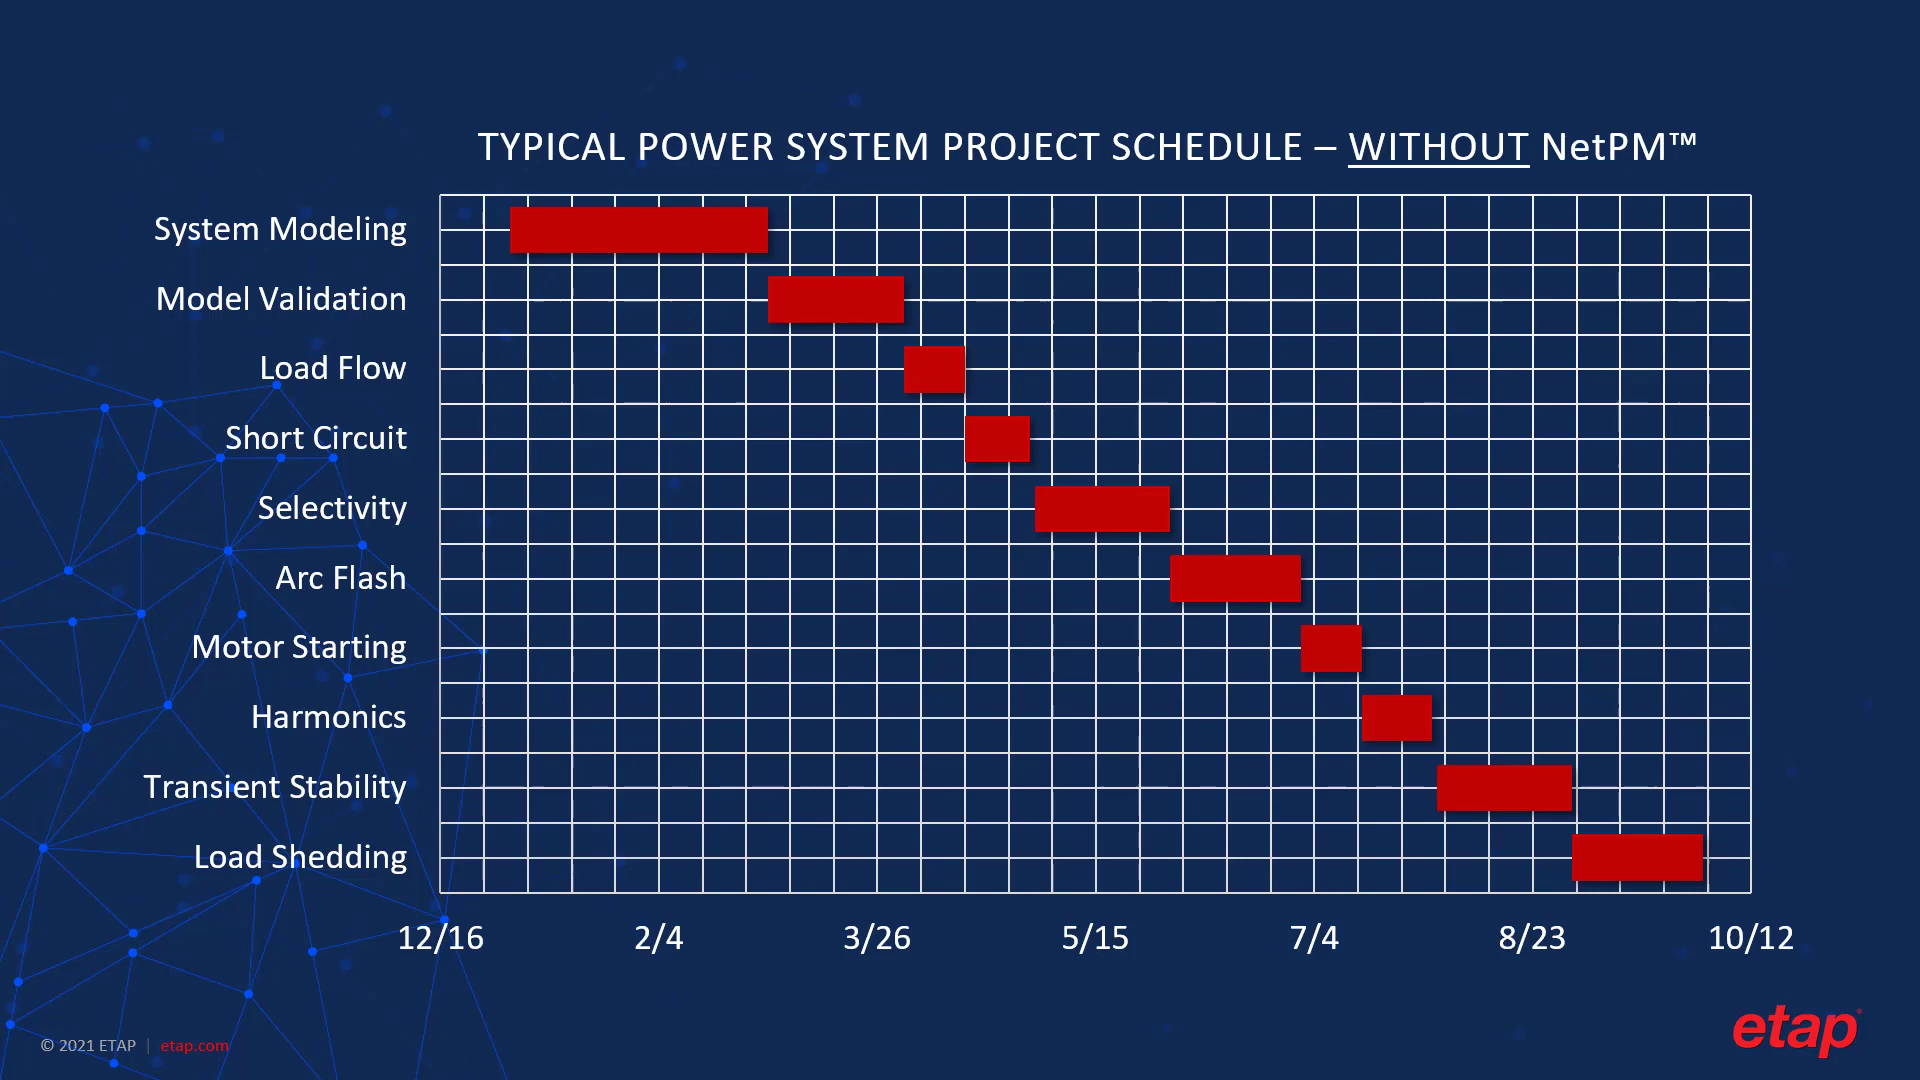 TYPICAL POWER SYSTEM PROJECT SCHEDULE – WITHOUT NetPM™
System Modeling
Model Validation
Load Flow
Short Circuit
Selectivity
Arc Flash
Motor Starting
Harmonics
Transient Stability
Load Shedding
12/16 2/4 3/26 5/15 7/4 8/23 10/12
© 2021 ETAP | etap.com
etap